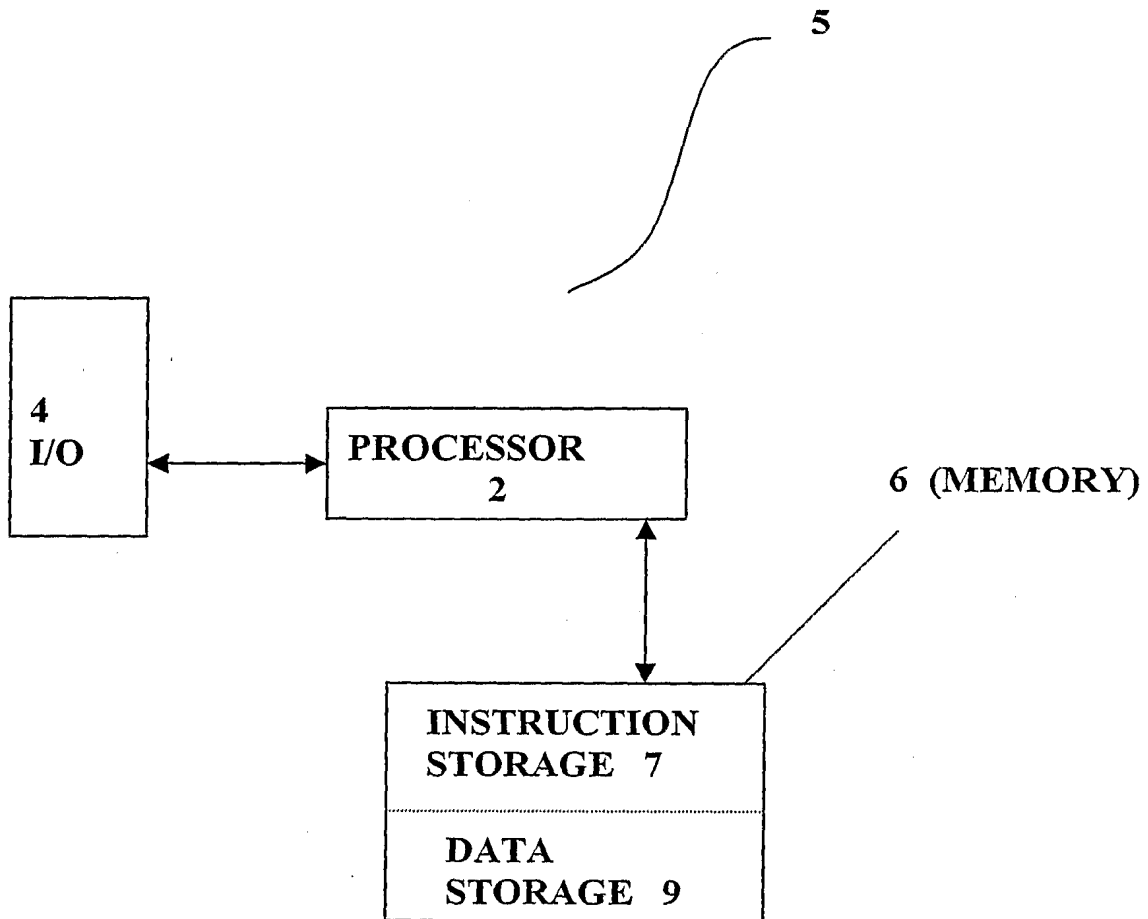 5
4
I/O
PROCESSOR
2
6 (MEMORY)
INSTRUCTION
STORAGE 7
DATA
STORAGE 9